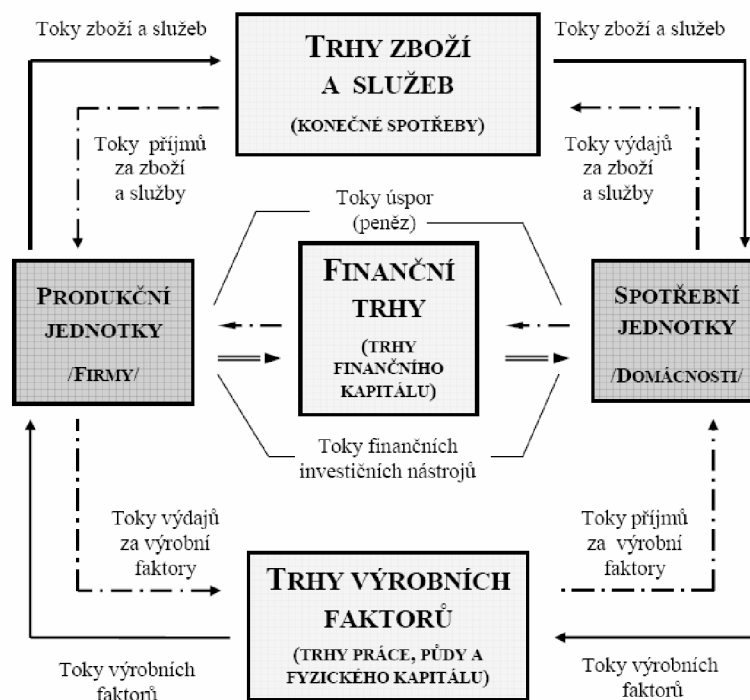 Toky zboží a služeb
TRHY ZBOŽÍ
A SLUŽEB
(KONEČNÉ SPOTŘEBY)
Toky zboží a služeb
Toky příjmů
za zboží
a služby
Toky výdajů
za zboží
a služby
Toky úspor
(peněz)
PRODUKČNÍ
JEDNOTKY
/FIRMY/
FINANČNÍ
TRHY
(TRHY
FINANČNÍHO
KAPITÁLU)
SPOTŘEBNÍ
JEDNOTKY
/DOMÁCNOSTI/
Toky finančních
investičních nástrojů
Toky výdajů
za výrobní
faktory
Toky příjmů
za výrobní
faktory
TRHY VÝROBNÍCH
FAKTORŮ
(TRHY PRÁCE, PŮDY A
FYZICKÉHO KAPITÁLU)
Toky výrobních
faktorů
Toky výrobních
faktorů